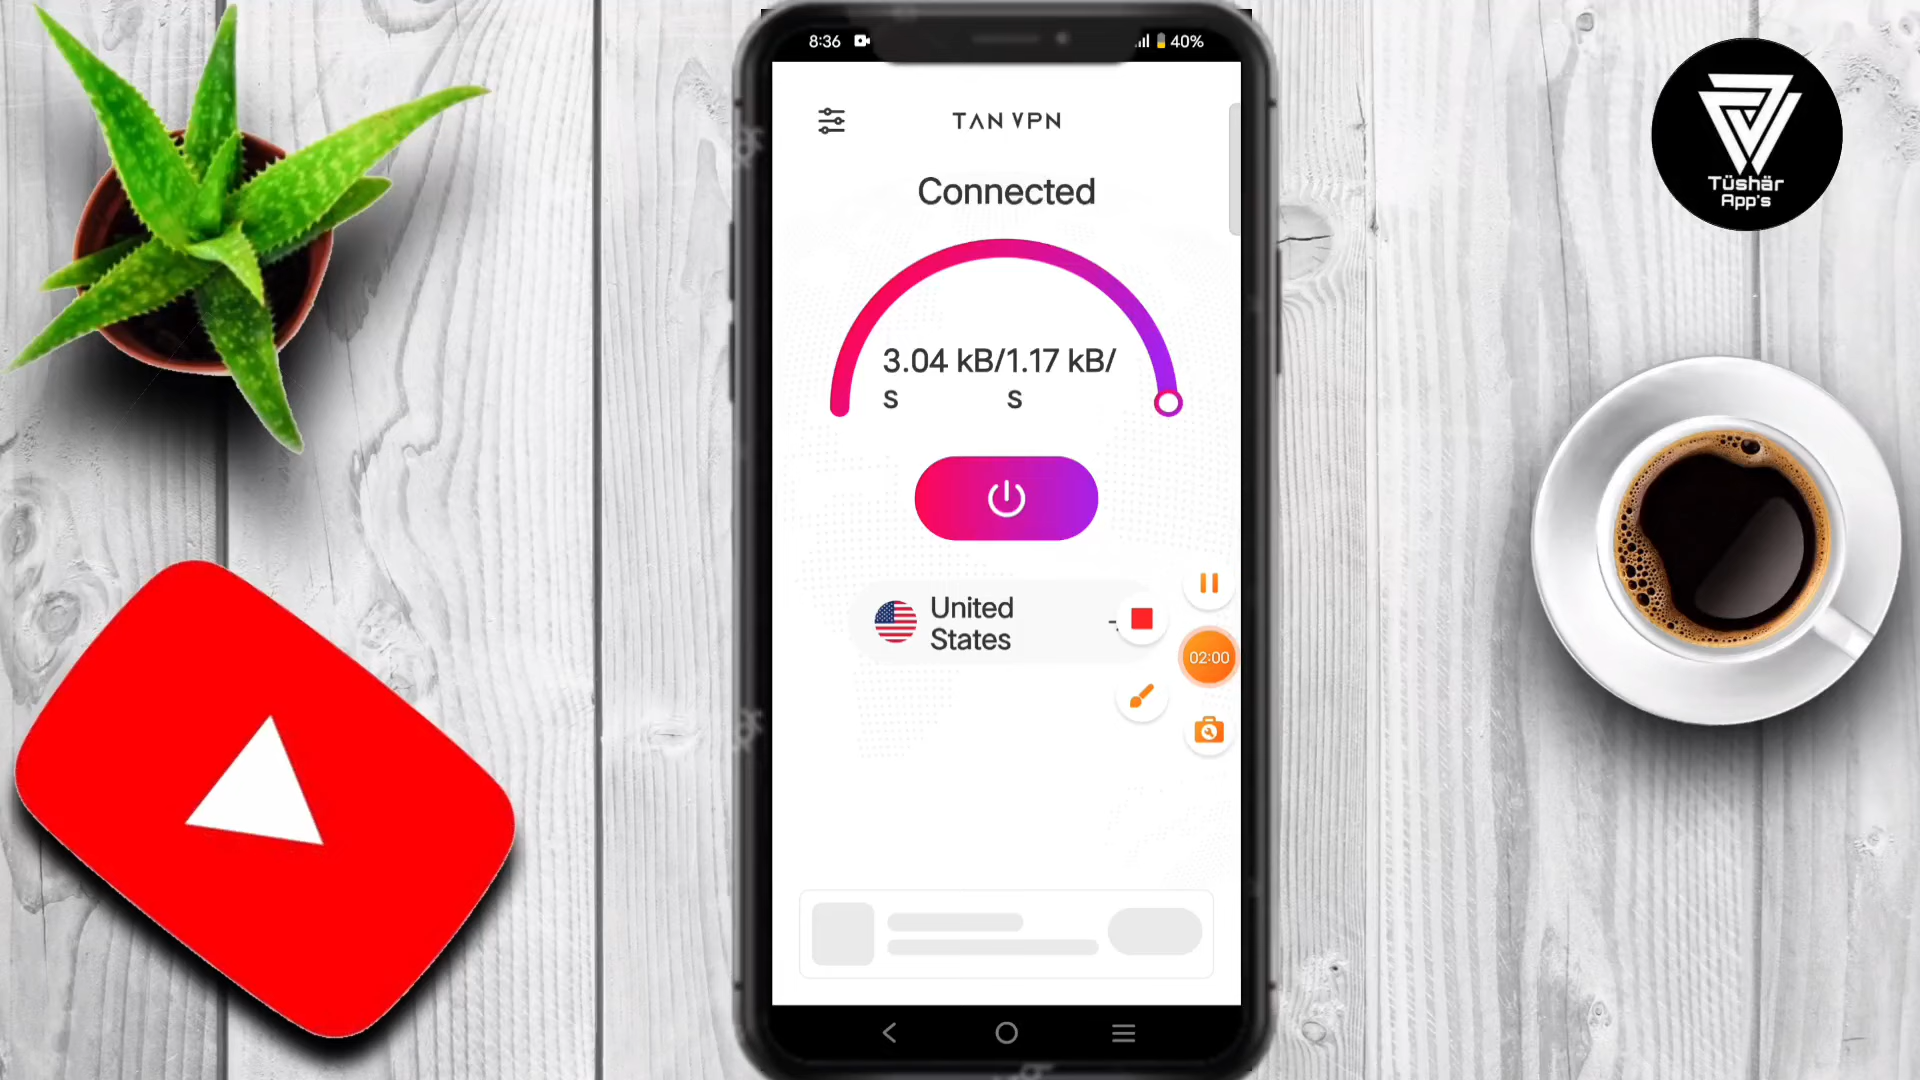 8:36
40%
TAN VPN
Connected
3.04 kB/
s
1.17 kB/
s
United
States
02:00
Tüshär
App's